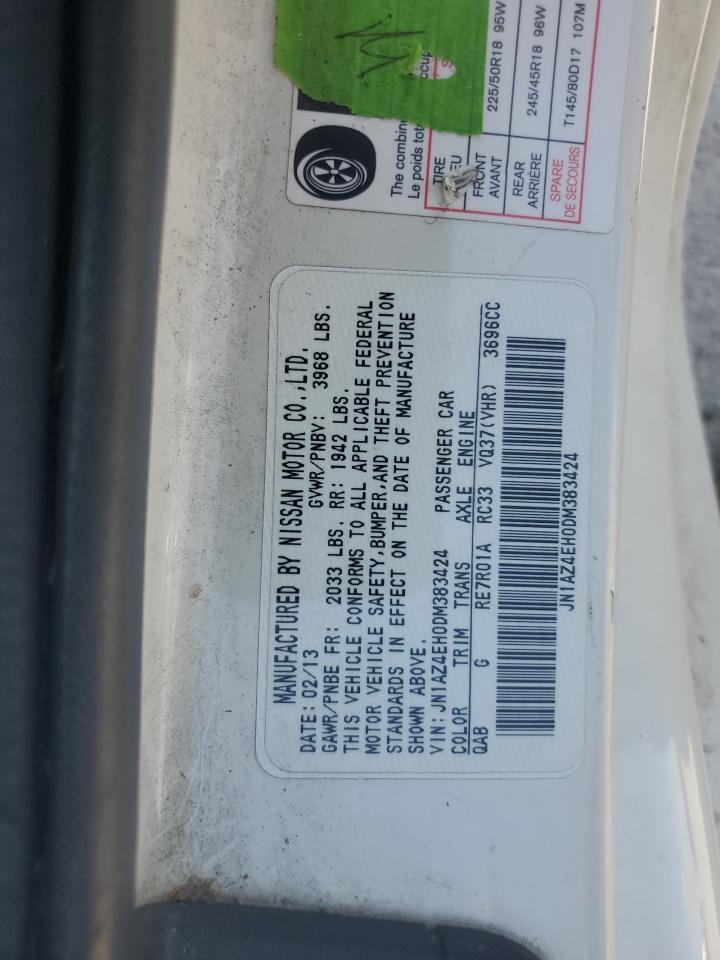 The combin
Le poids tot
TIRE
FRONT
AVANT
225/50R18 95W
REAR
ARRIÈRE
245/45R18 96W
SPARE
DE SECOURS
T145/80D17 107M
MANUFACTURED BY NISSAN MOTOR CO.,LTD.
DATE: 02/13 GVWR/PNBV: 3968 LBS.
GAWR/PNBE FR: 2033 LBS. RR: 1942 LBS.
THIS VEHICLE CONFORMS TO ALL APPLICABLE FEDERAL
MOTOR VEHICLE SAFETY,BUMPER,AND THEFT PREVENTION
STANDARDS IN EFFECT ON THE DATE OF MANUFACTURE
SHOWN ABOVE.
VIN:JN1AZ4EH0DM383424 PASSENGER CAR
COLOR TRIM TRANS AXLE ENGINE
QAB G RE7R01A RC33 VQ37(VHR) 3696CC
JN1AZ4EH0DM383424